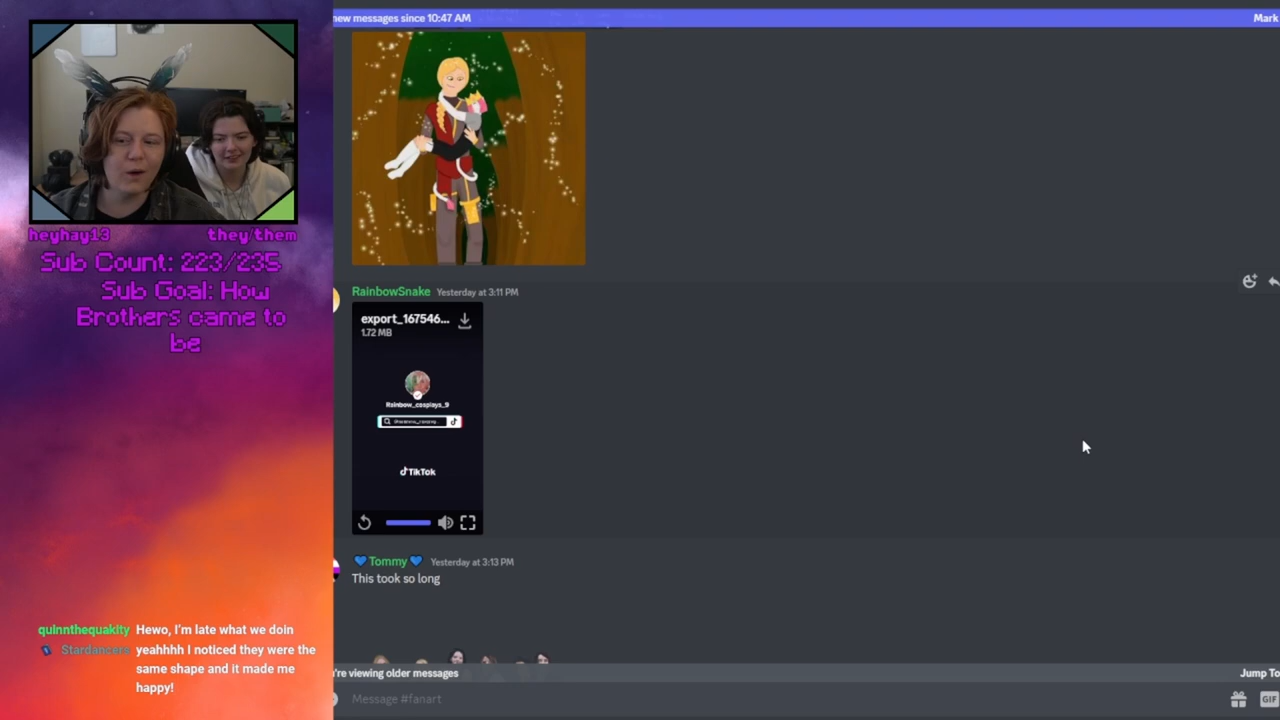 new messages since 10:47 AM
Mark
heyhay13
they/them
Sub Count: 223/235
Sub Goal: How
Brothers came to
be
RainbowSnake Yesterday at 3:11 PM
export_167546...
1.72 MB
Rainbow_cosplays_9
TikTok
Tommy Yesterday at 3:13 PM
This took so long
quinnthequakity Hewo, I'm late what we doin
Stardancers yeahhhh I noticed they were the
same shape and it made me
happy!
're viewing older messages
Jump To
Message #fanart
GIF